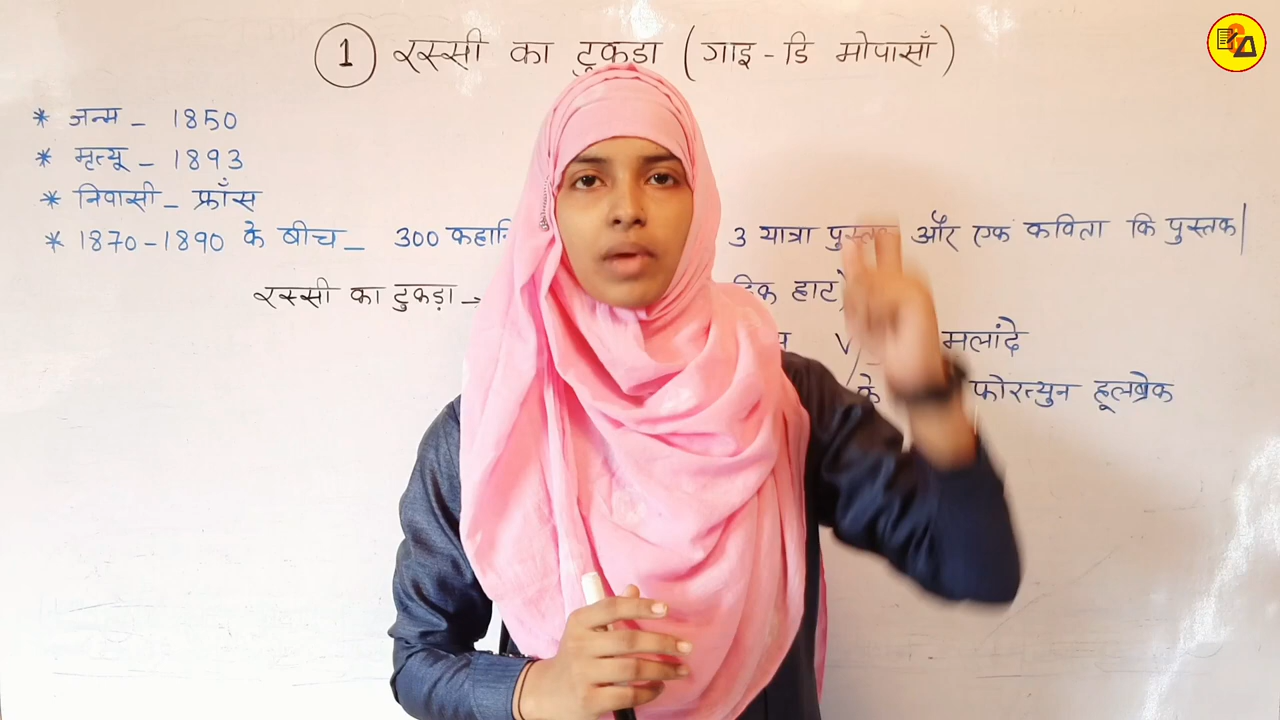 1 रस्सी का टुकडा (गाइ - डि मोपासाँ)
* जन्म - 1850
* मृत्यू - 1893
* निवासी - फ्राँस
* 1870-1890 के बीच - 300 3 यात्रा पुस्तक और एक कविता कि पुस्तक|
रस्सी का टुकड़ा →
मलांदे
के फोरत्युन हूलब्रेक